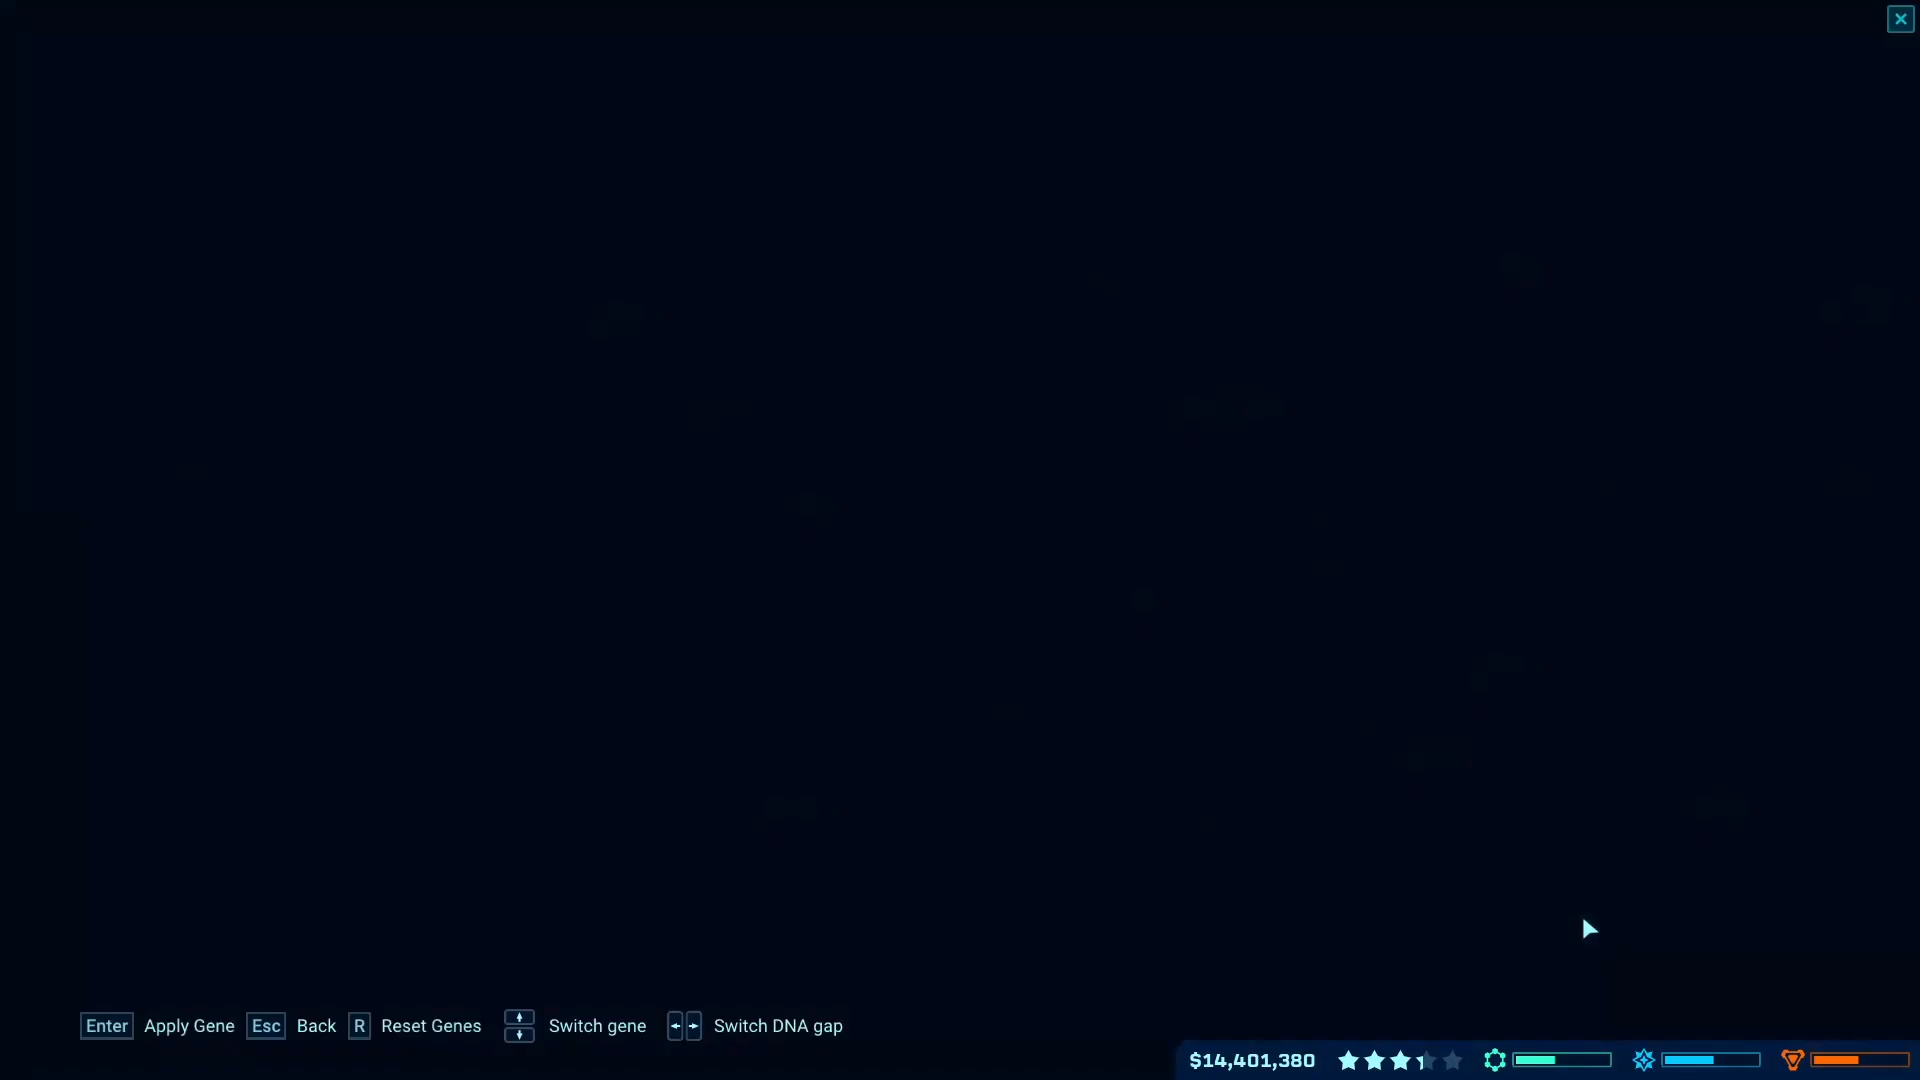 Enter Apply Gene Esc Back R Reset Genes Switch gene Switch DNA gap
$14,401,380